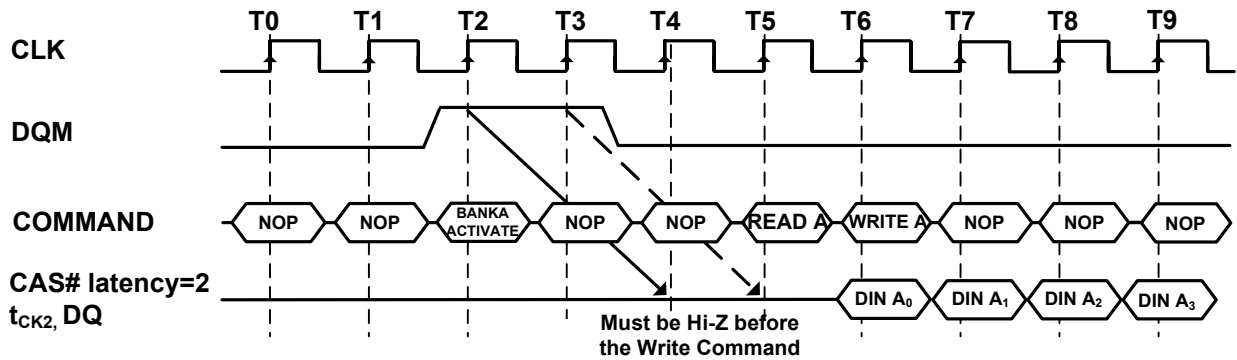 T0 T1 T2 T3 T4 T5 T6 T7 T8 T9
CLK
DQM
COMMAND
NOP NOP BANKA ACTIVATE NOP NOP READ A WRITE A NOP NOP NOP
CAS# latency=2
tCK2, DQ
DIN A0 DIN A1 DIN A2 DIN A3
Must be Hi-Z before
the Write Command